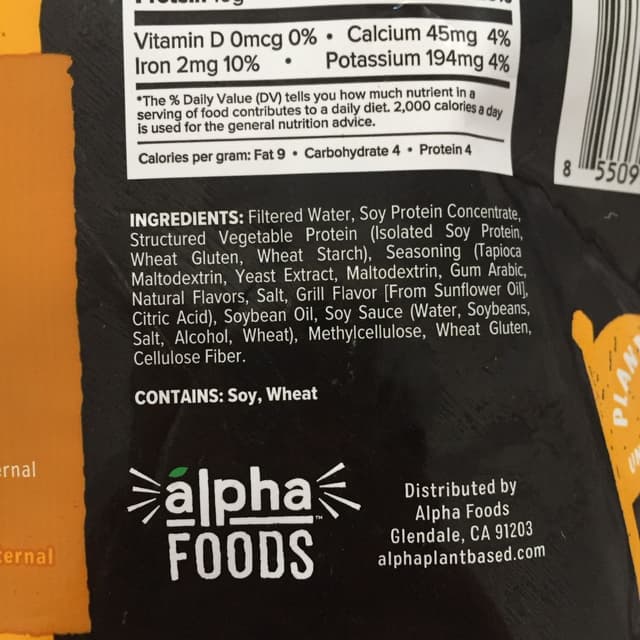 Vitamin D 0mcg 0% • Calcium 45mg 4%
Iron 2mg 10% • Potassium 194mg 4%
*The % Daily Value (DV) tells you how much nutrient in a
serving of food contributes to a daily diet. 2,000 calories a day
is used for the general nutrition advice.
Calories per gram: Fat 9 • Carbohydrate 4 • Protein 4
8 5509
INGREDIENTS: Filtered Water, Soy Protein Concentrate,
Structured Vegetable Protein (Isolated Soy Protein,
Wheat Gluten, Wheat Starch), Seasoning (Tapioca
Maltodextrin, Yeast Extract, Maltodextrin, Gum Arabic,
Natural Flavors, Salt, Grill Flavor [From Sunflower Oil],
Citric Acid), Soybean Oil, Soy Sauce (Water, Soybeans,
Salt, Alcohol, Wheat), Methylcellulose, Wheat Gluten,
Cellulose Fiber.
CONTAINS: Soy, Wheat
alpha™
FOODS
Distributed by
Alpha Foods
Glendale, CA 91203
alphaplantbased.com